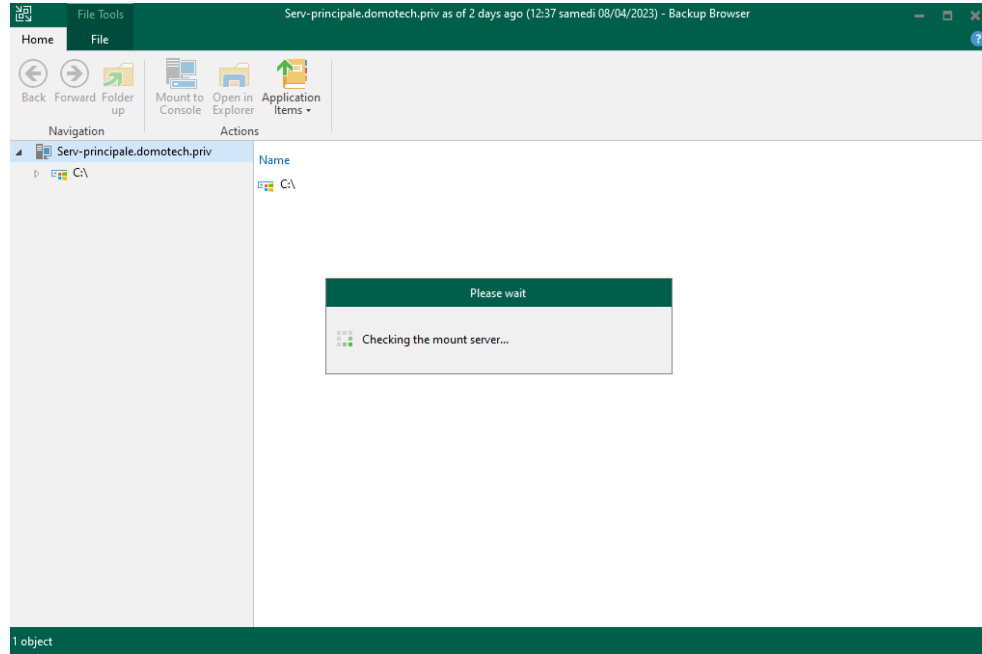 File Tools
Serv-principale.domotech.priv as of 2 days ago (12:37 samedi 08/04/2023) - Backup Browser
Home
File
?
Back
Forward
Folder
up
Mount to
Console
Open in
Explorer
Application
Items
Navigation
Actions
Serv-principale.domotech.priv
C:\
Name
C:\
Please wait
Checking the mount server...
1 object